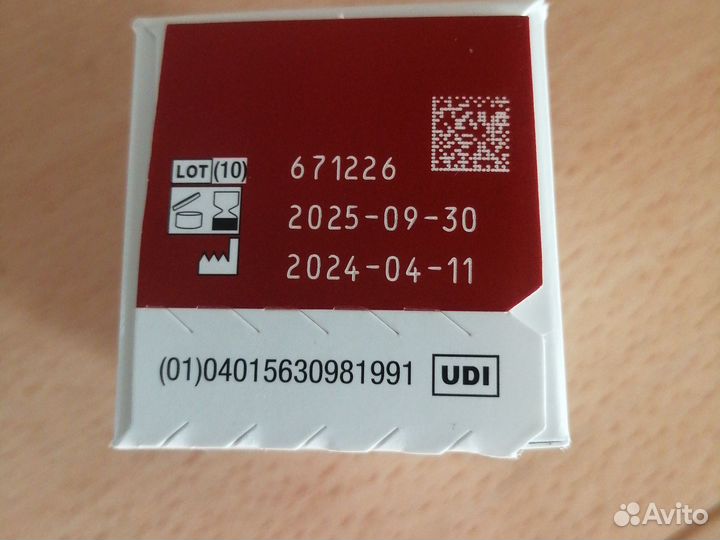 LOT (10) 671226
2025-09-30
2024-04-11
(01)04015630981991 UDI
Avito